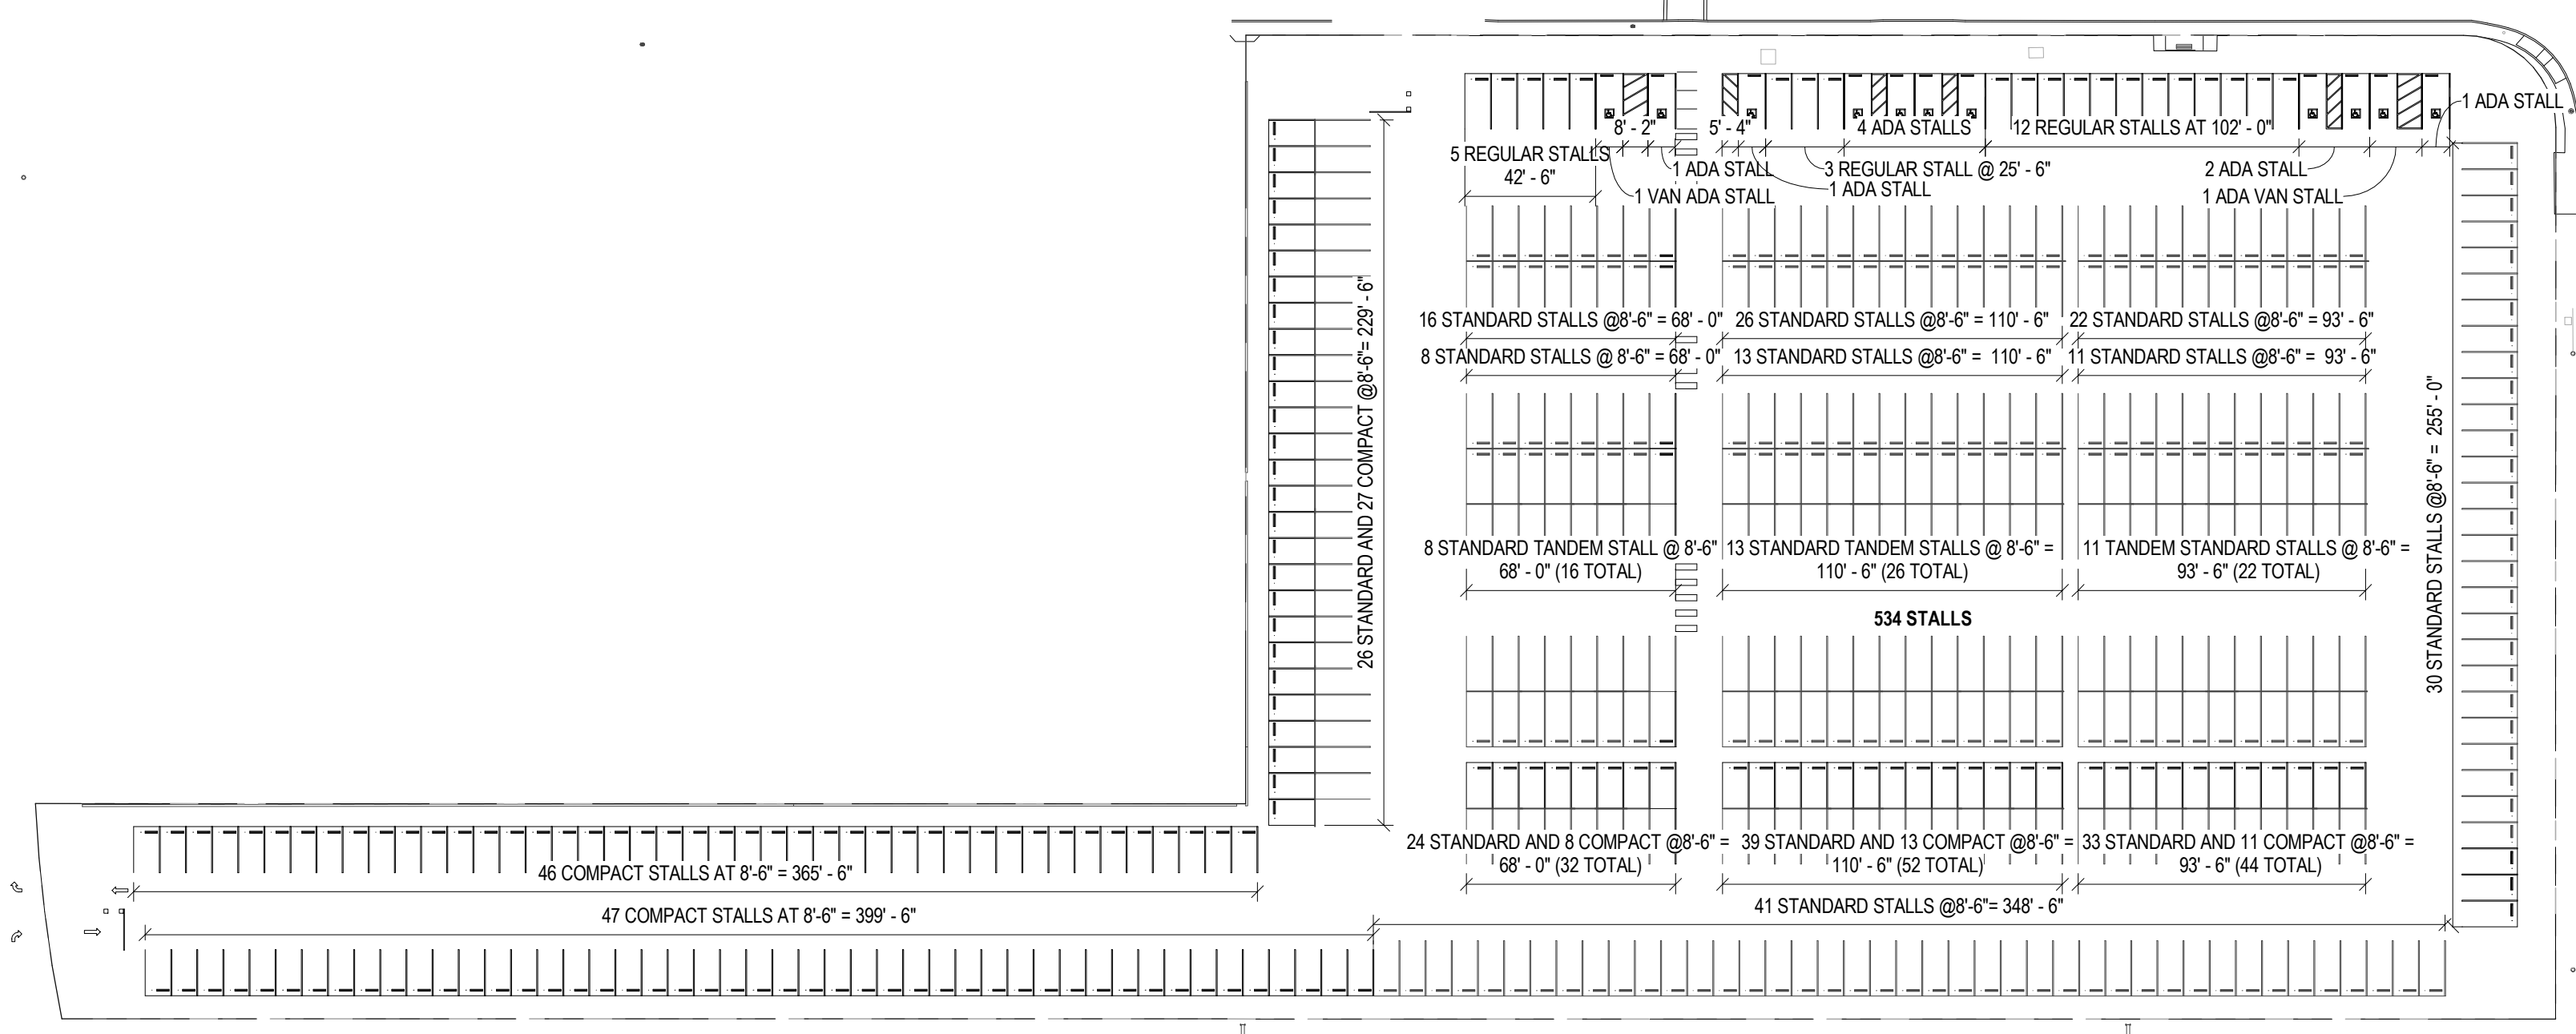 1 ADA STALL
8' - 2"
5' - 4"
4 ADA STALLS
12 REGULAR STALLS AT 102' - 0"
5 REGULAR STALLS
42' - 6"
1 ADA STALL
3 REGULAR STALL @ 25' - 6"
2 ADA STALL
1 VAN ADA STALL
1 ADA STALL
1 ADA VAN STALL
16 STANDARD STALLS @8'-6" = 68' - 0"
26 STANDARD STALLS @8'-6" = 110' - 6"
22 STANDARD STALLS @8'-6" = 93' - 6"
8 STANDARD STALLS @ 8'-6" = 68' - 0"
13 STANDARD STALLS @8'-6" = 110' - 6"
11 STANDARD STALLS @8'-6" = 93' - 6"
26 STANDARD AND 27 COMPACT @8'-6"= 229' - 6"
30 STANDARD STALLS @8'-6" = 255' - 0"
8 STANDARD TANDEM STALL @ 8'-6"
68' - 0" (16 TOTAL)
13 STANDARD TANDEM STALLS @ 8'-6" =
110' - 6" (26 TOTAL)
11 TANDEM STANDARD STALLS @ 8'-6" =
93' - 6" (22 TOTAL)
534 STALLS
24 STANDARD AND 8 COMPACT @8'-6" =
68' - 0" (32 TOTAL)
39 STANDARD AND 13 COMPACT @8'-6" =
110' - 6" (52 TOTAL)
33 STANDARD AND 11 COMPACT @8'-6" =
93' - 6" (44 TOTAL)
46 COMPACT STALLS AT 8'-6" = 365' - 6"
47 COMPACT STALLS AT 8'-6" = 399' - 6"
41 STANDARD STALLS @8'-6"= 348' - 6"